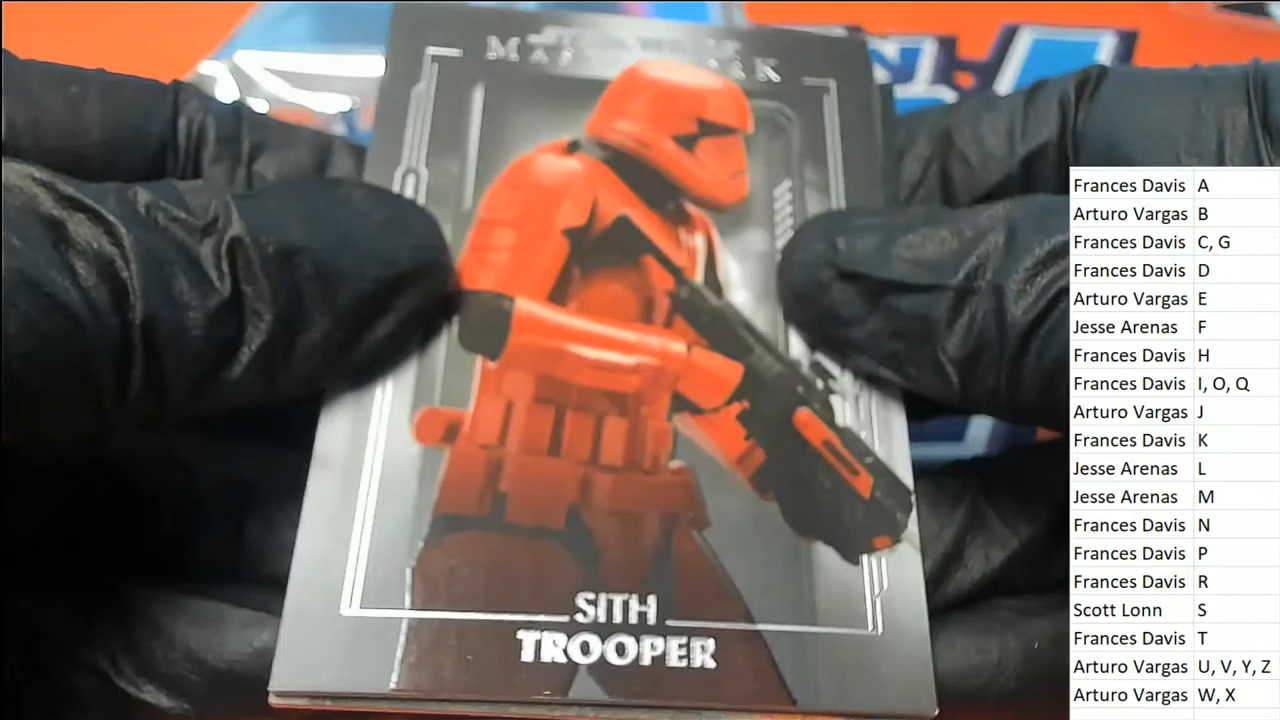 SITH
TROOPER
Frances Davis A
Arturo Vargas B
Frances Davis C, G
Frances Davis D
Arturo Vargas E
Jesse Arenas F
Frances Davis H
Frances Davis I, O, Q
Arturo Vargas J
Frances Davis K
Jesse Arenas L
Jesse Arenas M
Frances Davis N
Frances Davis P
Frances Davis R
Scott Lonn S
Frances Davis T
Arturo Vargas U, V, Y, Z
Arturo Vargas W, X